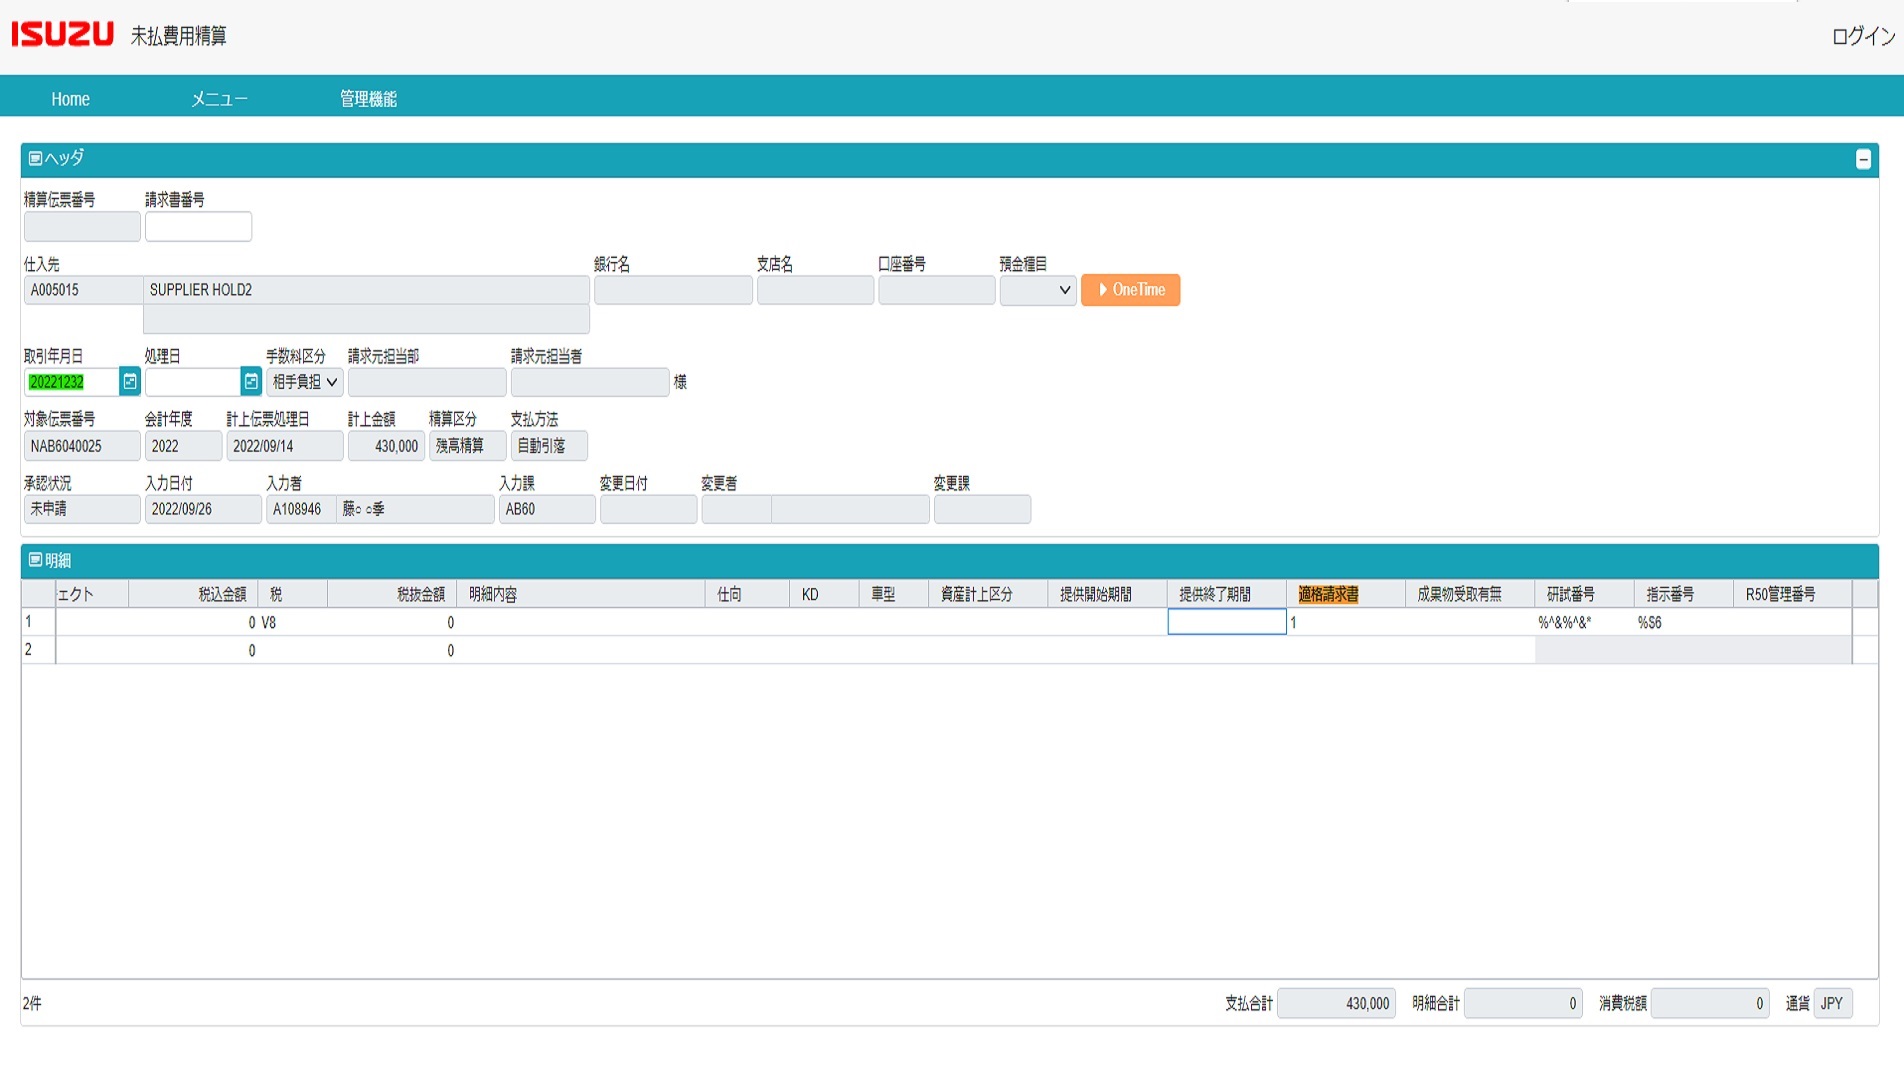 ISUZU 未払費用精算
ログイン
Home メニュー 管理機能
ヘッダ
精算伝票番号 請求書番号
仕入先 銀行名 支店名 口座番号 預金種目
A005015 SUPPLIER HOLD2 OneTime
取引年月日 処理日 手数料区分 請求元担当部 請求元担当者
20221232 相手負担 様
対象伝票番号 会計年度 計上伝票処理日 計上金額 精算区分 支払方法
NAB6040025 2022 2022/09/14 430,000 残高精算 自動引落
承認状況 入力日付 入力者 入力課 変更日付 変更者 変更課
未申請 2022/09/26 A108946 藤○ ○季 AB60
明細
ェクト 税込金額 税 税抜金額 明細内容 仕向 KD 車型 資産計上区分 提供開始期間 提供終了期間 適格請求書 成果物受取有無 研試番号 指示番号 R50管理番号
1 0 V8 0 1 %^&%^&* %$6
2 0 0
2件 支払合計 430,000 明細合計 0 消費税額 0 通貨 JPY